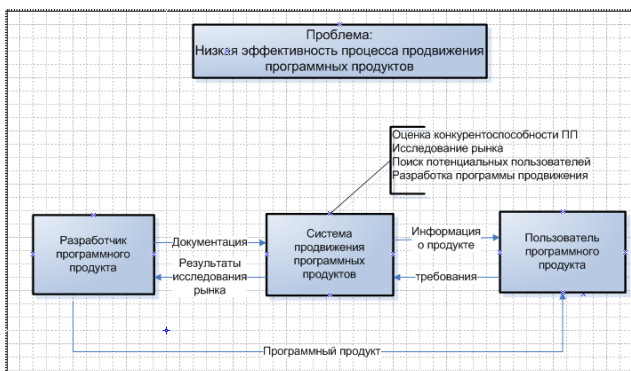 Проблема:
Низкая эффективность процесса продвижения
программных продуктов
Оценка конкурентоспособности ПП
Исследование рынка
Поиск потенциальных пользователей
Разработка программы продвижения
Разработчик
программного
продукта
Документация
Результаты
исследования
рынка
Система
продвижения
программных
продуктов
Информация
о продукте
требования
Пользователь
программного
продукта
Программный продукт